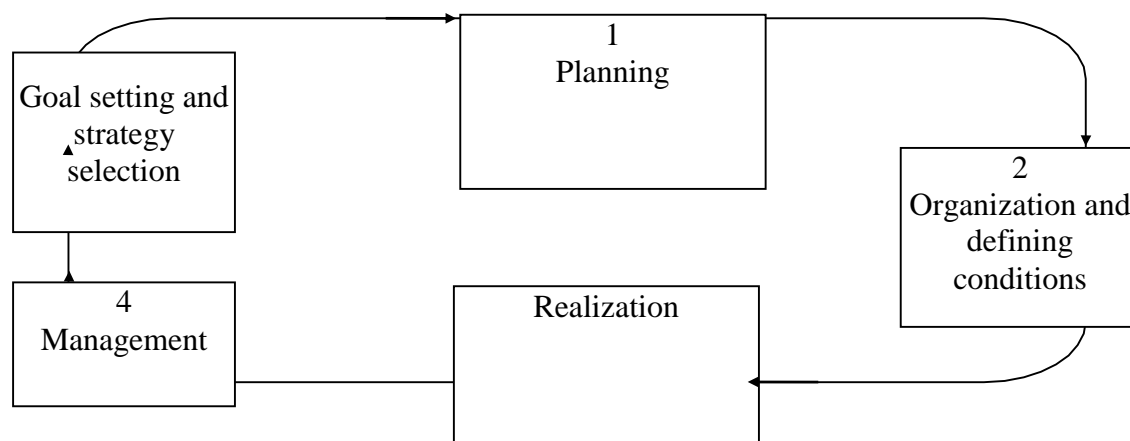 1
Planning
Goal setting and
strategy
selection
2
Organization and
defining
conditions
4
Management
Realization